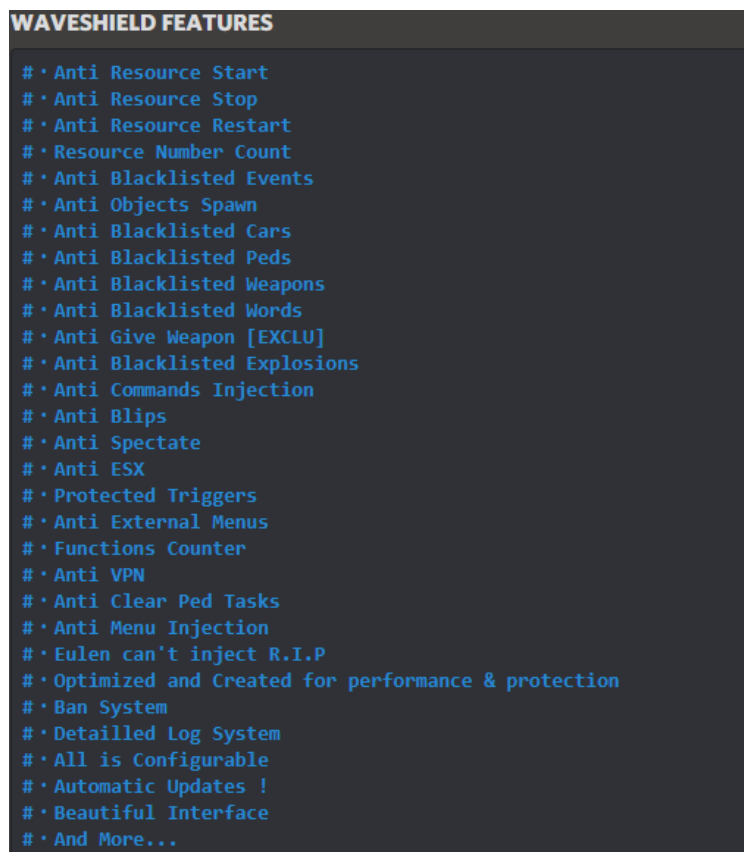 WAVESHIELD FEATURES
# · Anti Resource Start
# · Anti Resource Stop
# · Anti Resource Restart
# · Resource Number Count
# · Anti Blacklisted Events
# · Anti Objects Spawn
# · Anti Blacklisted Cars
# · Anti Blacklisted Peds
# · Anti Blacklisted Weapons
# · Anti Blacklisted Words
# · Anti Give Weapon [EXCLU]
# · Anti Blacklisted Explosions
# · Anti Commands Injection
# · Anti Blips
# · Anti Spectate
# · Anti ESX
# · Protected Triggers
# · Anti External Menus
# · Functions Counter
# · Anti VPN
# · Anti Clear Ped Tasks
# · Anti Menu Injection
# · Eulen can't inject R.I.P
# · Optimized and Created for performance & protection
# · Ban System
# · Detailled Log System
# · All is Configurable
# · Automatic Updates !
# · Beautiful Interface
# · And More...